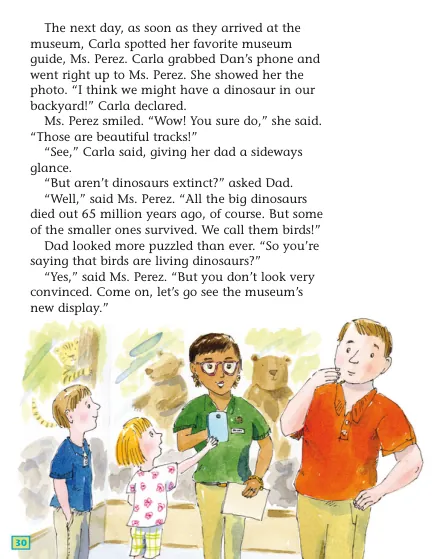 The next day, as soon as they arrived at the
museum, Carla spotted her favorite museum
guide, Ms. Perez. Carla grabbed Dan’s phone and
went right up to Ms. Perez. She showed her the
photo. “I think we might have a dinosaur in our
backyard!” Carla declared.
Ms. Perez smiled. “Wow! You sure do,” she said.
“Those are beautiful tracks!”
“See,” Carla said, giving her dad a sideways
glance.
“But aren’t dinosaurs extinct?” asked Dad.
“Well,” said Ms. Perez. “All the big dinosaurs
died out 65 million years ago, of course. But some
of the smaller ones survived. We call them birds!”
Dad looked more puzzled than ever. “So you’re
saying that birds are living dinosaurs?”
“Yes,” said Ms. Perez. “But you don’t look very
convinced. Come on, let’s go see the museum’s
new display.”
30